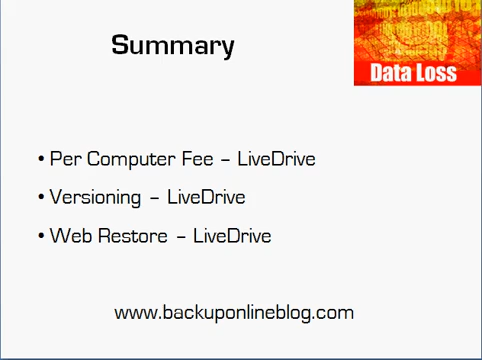 Summary
Data Loss
• Per Computer Fee – LiveDrive
• Versioning – LiveDrive
• Web Restore – LiveDrive
www.backuponlineblog.com